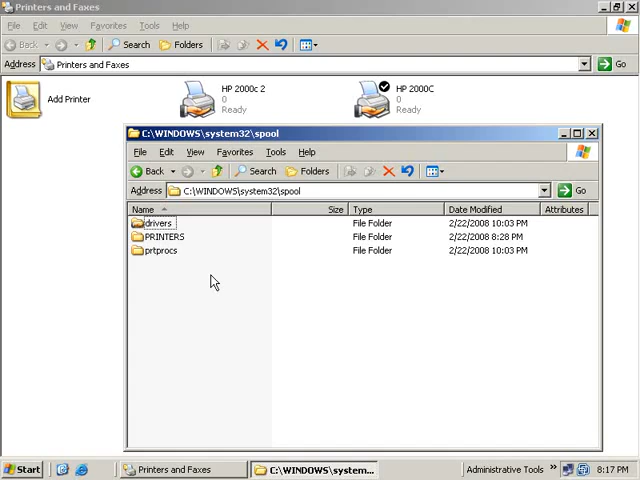 Printers and Faxes
File Edit View Favorites Tools Help
Back Search Folders
Address Printers and Faxes Go
Add Printer
HP 2000c 2
0
Ready
HP 2000C
0
Ready
C:\WINDOWS\system32\spool
File Edit View Favorites Tools Help
Back Search Folders
Address C:\WINDOWS\system32\spool Go
Name Size Type Date Modified Attributes
drivers File Folder 2/22/2008 10:03 PM
PRINTERS File Folder 2/22/2008 8:28 PM
prtprocs File Folder 2/22/2008 10:03 PM
Start Printers and Faxes C:\WINDOWS\system... Administrative Tools » 8:17 PM